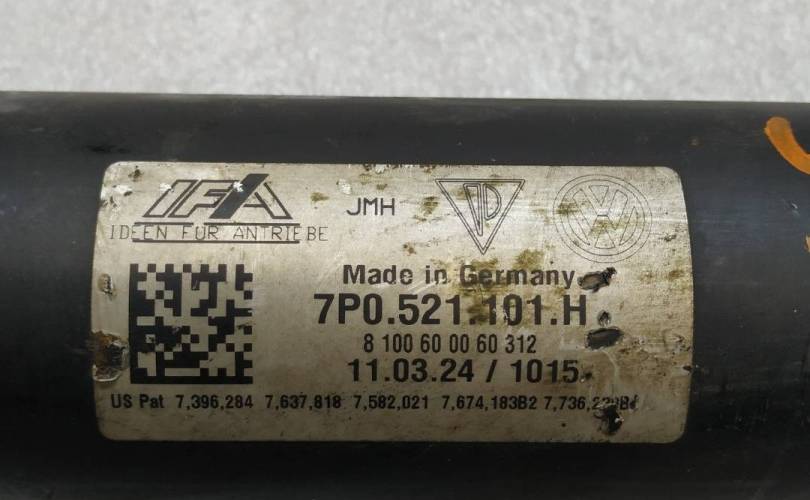 IFA
IDEEN FÜR ANTRIEBE
JMH
Made in Germany
7P0.521.101.H
8 100 60 00 60 312
11.03.24 / 1015
US Pat 7,396,284 7,637,818 7,582,021 7,674,183B2